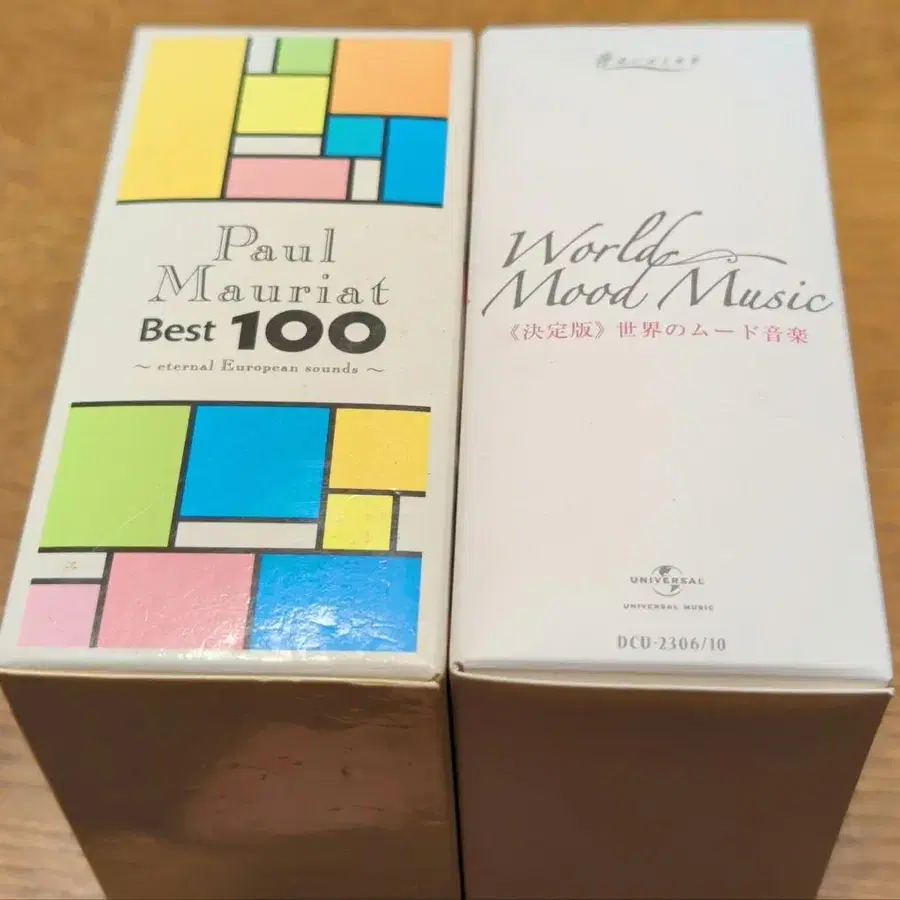 Paul
Mauriat
Best 100
～ eternal European sounds ～
World
Mood Music
《決定版》世界のムード音楽
UNIVERSAL
UNIVERSAL MUSIC
DCU-2306/10